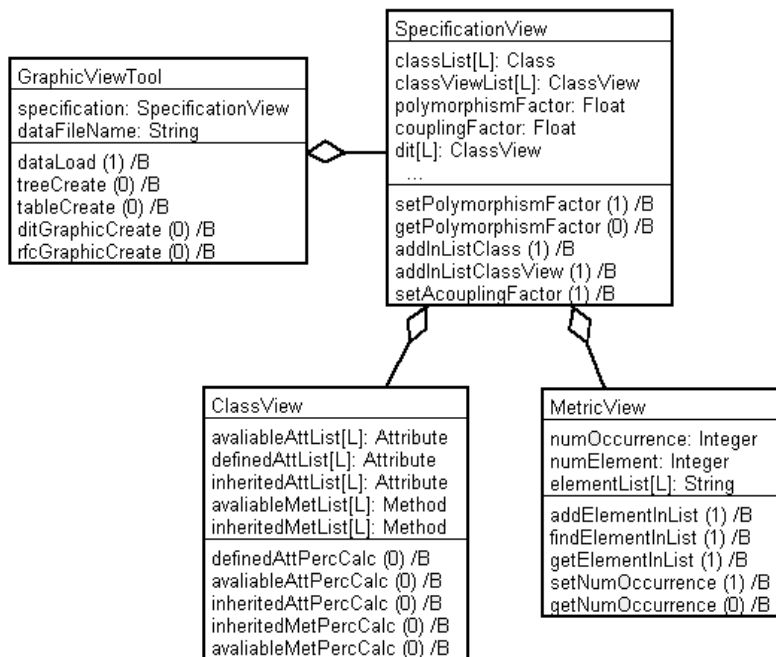 GraphicViewTool
specification: SpecificationView
dataFileName: String
dataLoad (1) /B
treeCreate (0) /B
tableCreate (0) /B
ditGraphicCreate (0) /B
rfcGraphicCreate (0) /B
SpecificationView
classList[L]: Class
classViewList[L]: ClassView
polymorphismFactor: Float
couplingFactor: Float
dit[L]: ClassView
...
setPolymorphismFactor (1) /B
getPolymorphismFactor (0) /B
addInListClass (1) /B
addInListClassView (1) /B
setAcouplingFactor (1) /B
ClassView
avaliableAttList[L]: Attribute
definedAttList[L]: Attribute
inheritedAttList[L]: Attribute
avaliableMetList[L]: Method
inheritedMetList[L]: Method
definedAttPercCalc (0) /B
avaliableAttPercCalc (0) /B
inheritedAttPercCalc (0) /B
inheritedMetPercCalc (0) /B
avaliableMetPercCalc (0) /B
MetricView
numOccurrence: Integer
numElement: Integer
elementList[L]: String
addElementInList (1) /B
findElementInList (1) /B
getElementInList (1) /B
setNumOccurrence (1) /B
getNumOccurrence (0) /B